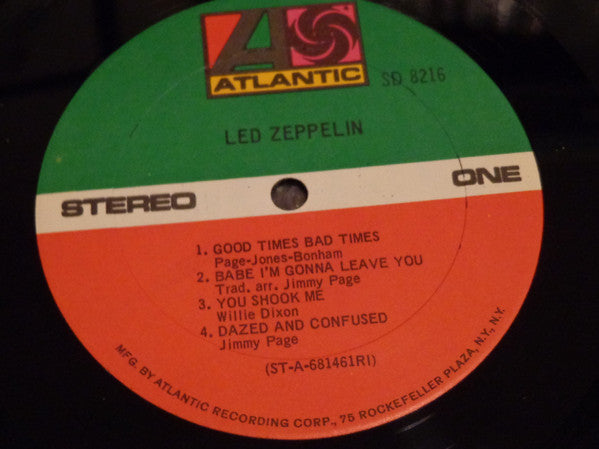 ATLANTIC
SD 8216
LED ZEPPELIN
STEREO
ONE
1. GOOD TIMES BAD TIMES
Page-Jones-Bonham
2. BABE I'M GONNA LEAVE YOU
Trad. arr. Jimmy Page
3. YOU SHOOK ME
Willie Dixon
4. DAZED AND CONFUSED
Jimmy Page
(ST-A-681461RI)
MFG. BY ATLANTIC RECORDING CORP., 75 ROCKEFELLER PLAZA, N.Y., N.Y.